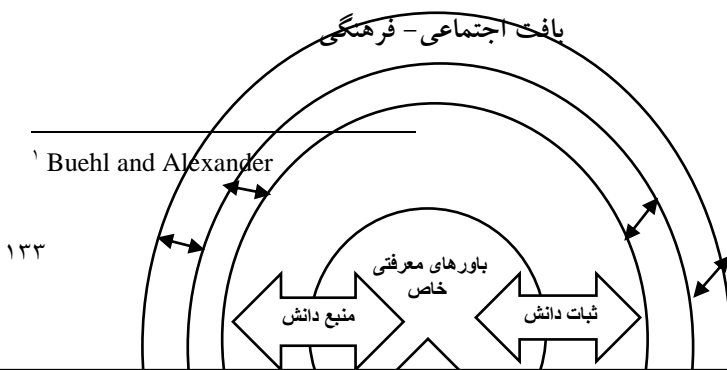 بافت اجتماعی- فرهنگی
۱ Buehl and Alexander
۱۳۳
باورهای معرفتی
خاص
منبع دانش
ثبات دانش